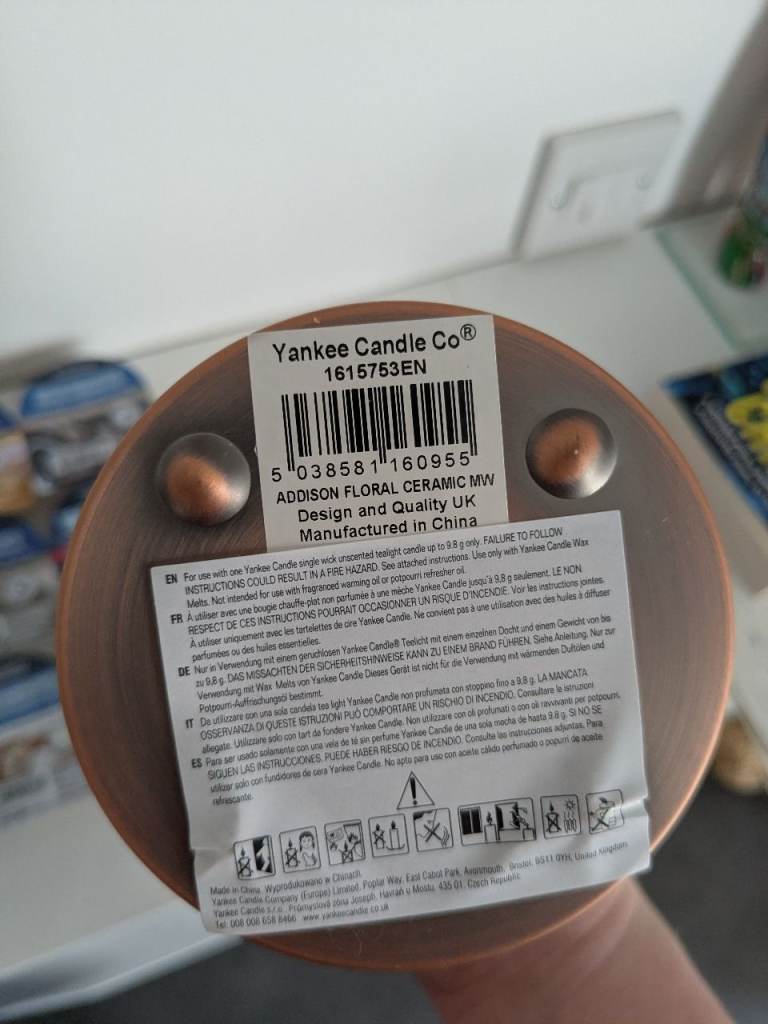 Yankee Candle Co®
1615753EN
5 038581 160955
ADDISON FLORAL CERAMIC MW
Design and Quality UK
Manufactured in China
EN For use with one Yankee Candle single wick unscented tealight candle up to 9.8 g only. FAILURE TO FOLLOW
INSTRUCTIONS COULD RESULT IN A FIRE HAZARD. See attached instructions. Use only with Yankee Candle Wax
Melts. Not intended for use with fragranced warming oil or potpourri refresher oil.
FR À utiliser avec une bougie chauffe-plat non parfumée à une mèche Yankee Candle jusqu'à 9,8 g seulement. LE NON
RESPECT DE CES INSTRUCTIONS POURRAIT OCCASIONNER UN RISQUE D'INCENDIE. Voir les instructions jointes.
À utiliser uniquement avec les tartelettes de cire Yankee Candle. Ne convient pas à une utilisation avec des huiles à diffuser
parfumées ou des huiles essentielles.
DE Nur in Verwendung mit einem geruchlosen Yankee Candle® Teelicht mit einem einzelnen Docht und einem Gewicht von bis
zu 9,8 g. DAS MISSACHTEN DER SICHERHEITSHINWEISE KANN ZU EINEM BRAND FÜHREN. Siehe Anleitung. Nur zur
Verwendung mit Wax Melts von Yankee Candle Dieses Gerät ist nicht für die Verwendung mit wärmenden Duftölen und
Potpourri-Auffrischungsöl bestimmt.
IT Da utilizzare con una sola candela tea light Yankee Candle non profumata con stoppino fino a 9.8 g. LA MANCATA
OSSERVANZA DI QUESTE ISTRUZIONI PUÒ COMPORTARE UN RISCHIO DI INCENDIO. Consultare le istruzioni
allegate. Utilizzare solo con tart da fondere Yankee Candle. Non utilizzare con oli profumati o con oli ravvivanti per potpourri.
ES Para ser usado solamente con una vela de té sin perfume Yankee Candle de una sola mecha de hasta 9.8 g. SI NO SE
SIGUEN LAS INSTRUCCIONES, PUEDE HABER RIESGO DE INCENDIO. Consulte las instrucciones adjuntas. Para
utilizar solo con fundidores de cera Yankee Candle. No apto para uso con aceite cálido perfumado o popurrí de aceite
refrescante.
Made in China. Wyprodukowano w Chinach.
Yankee Candle Company (Europe) Limited, Poplar Way, East Cabot Park, Avonmouth, Bristol, BS11 0YH, United Kingdom
Yankee Candle s.r.o., Průmyslová zóna Joseph, Havraň u Mostu, 435 01, Czech Republic
Tel: 008 008 658 8466 www.yankeecandle.co.uk